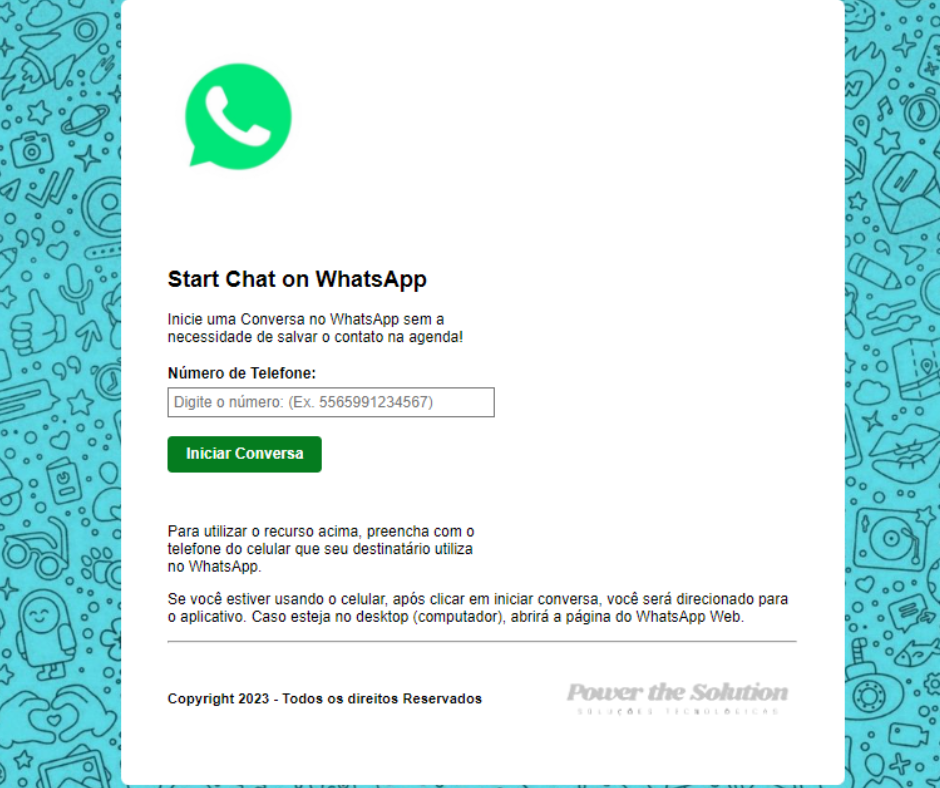 Start Chat on WhatsApp
Inicie uma Conversa no WhatsApp sem a
necessidade de salvar o contato na agenda!
Número de Telefone:
Digite o número: (Ex. 5565991234567)
Iniciar Conversa
Para utilizar o recurso acima, preencha com o
telefone do celular que seu destinatário utiliza
no WhatsApp.
Se você estiver usando o celular, após clicar em iniciar conversa, você será direcionado para
o aplicativo. Caso esteja no desktop (computador), abrirá a página do WhatsApp Web.
Copyright 2023 - Todos os direitos Reservados
Power the Solution
SOLUÇÕES TECNOLÓGICAS